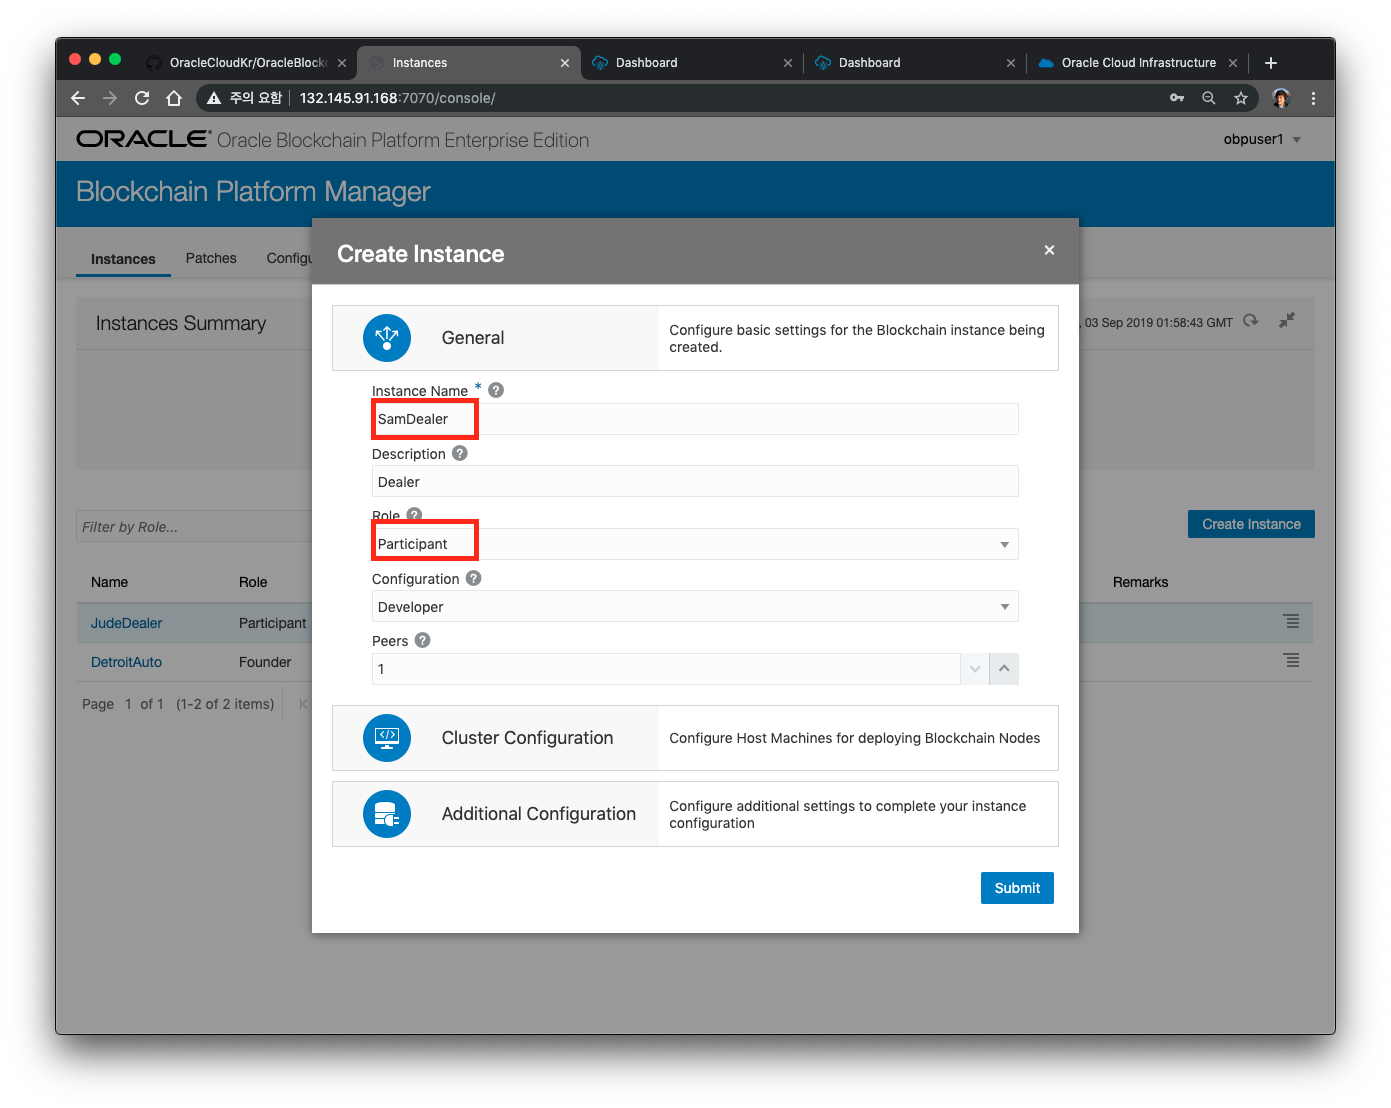 OracleCloudKr/OracleBlockc
Instances
Dashboard
Dashboard
Oracle Cloud Infrastructure
주의 요함
132.145.91.168:7070/console/
ORACLE® Oracle Blockchain Platform Enterprise Edition
obpuser1
Blockchain Platform Manager
Instances
Patches
Configu
Instances Summary
, 03 Sep 2019 01:58:43 GMT
Filter by Role...
Create Instance
Name
Role
Remarks
JudeDealer
Participant
DetroitAuto
Founder
Page 1 of 1 (1-2 of 2 items)
Create Instance
General
Configure basic settings for the Blockchain instance being
created.
Instance Name *
SamDealer
Description
Dealer
Role
Participant
Configuration
Developer
Peers
1
Cluster Configuration
Configure Host Machines for deploying Blockchain Nodes
Additional Configuration
Configure additional settings to complete your instance
configuration
Submit